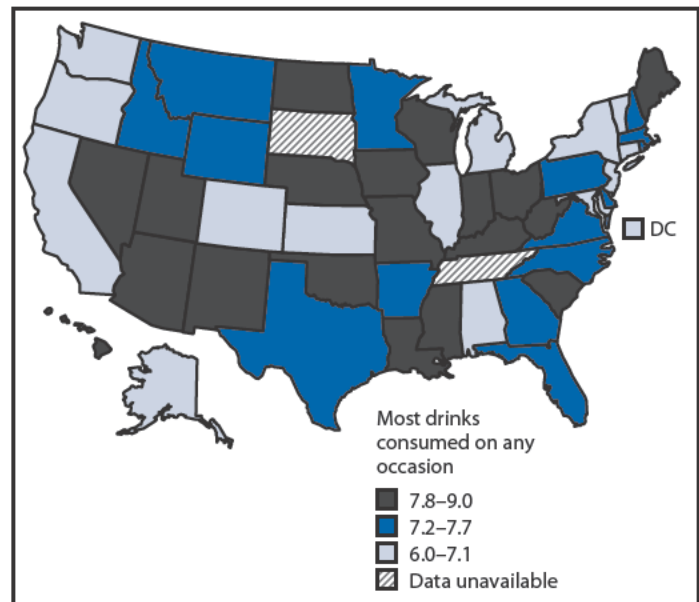 DC
Most drinks
consumed on any
occasion
7.8–9.0
7.2–7.7
6.0–7.1
Data unavailable